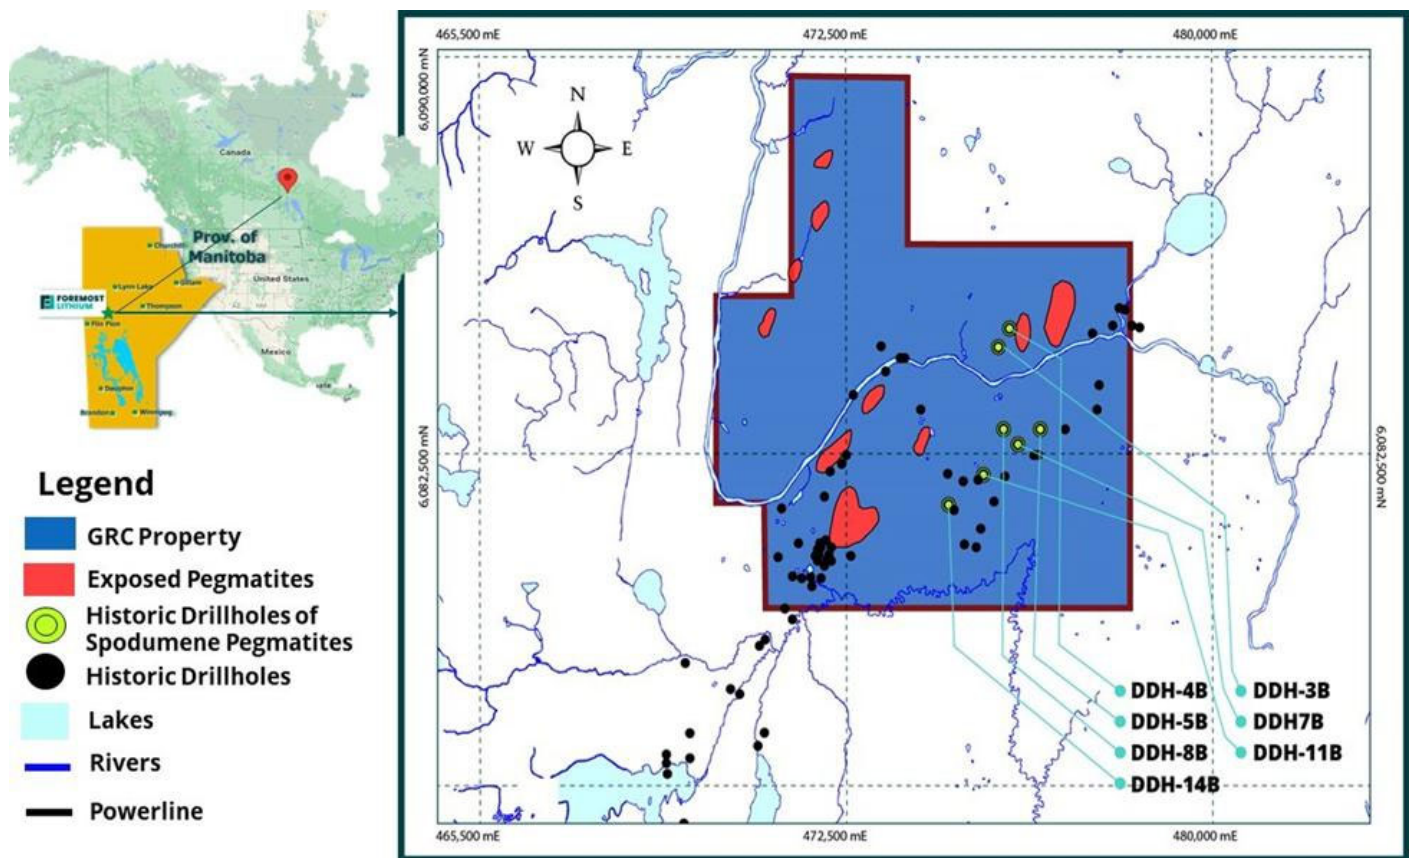 Canada
Prov. of
Manitoba
Churchill
United States
Lynn Lake
Gillam
FOREMOST
LITHIUM
Thompson
Flin Flon
Mexico
Dauphin
Brandon
Winnipeg
Legend
GRC Property
Exposed Pegmatites
Historic Drillholes of
Spodumene Pegmatites
Historic Drillholes
Lakes
Rivers
Powerline
465,500 mE
472,500 mE
480,000 mE
6,090,000 mN
N
W
E
S
6,082,500 mN
6,082,500 mN
DDH-4B
DDH-3B
DDH-5B
DDH7B
DDH-8B
DDH-11B
DDH-14B
465,500 mE
472,500 mE
480,000 mE